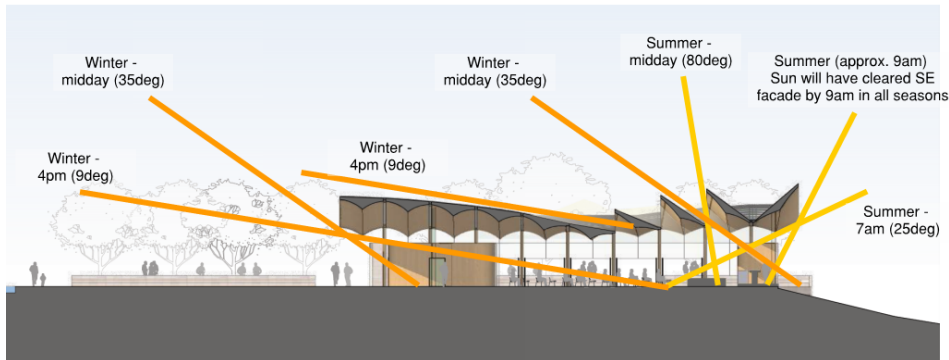 Winter -
midday (35deg)
Winter -
midday (35deg)
Summer -
midday (80deg)
Summer (approx. 9am)
Sun will have cleared SE
facade by 9am in all seasons
Winter -
4pm (9deg)
Winter -
4pm (9deg)
Summer -
7am (25deg)